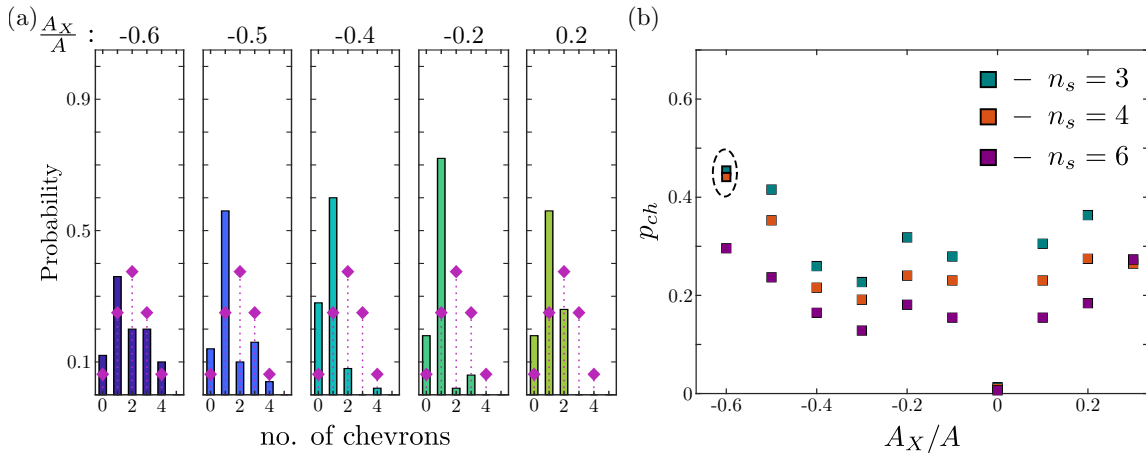 (a) A_X/A : -0.6 -0.5 -0.4 -0.2 0.2
Probability
0.9
0.5
0.1
0 2 4 0 2 4 0 2 4 0 2 4 0 2 4
no. of chevrons
(b)
p_ch
0.6
0.4
0.2
0
-0.6 -0.4 -0.2 0 0.2
A_X/A
− n_s = 3
− n_s = 4
− n_s = 6